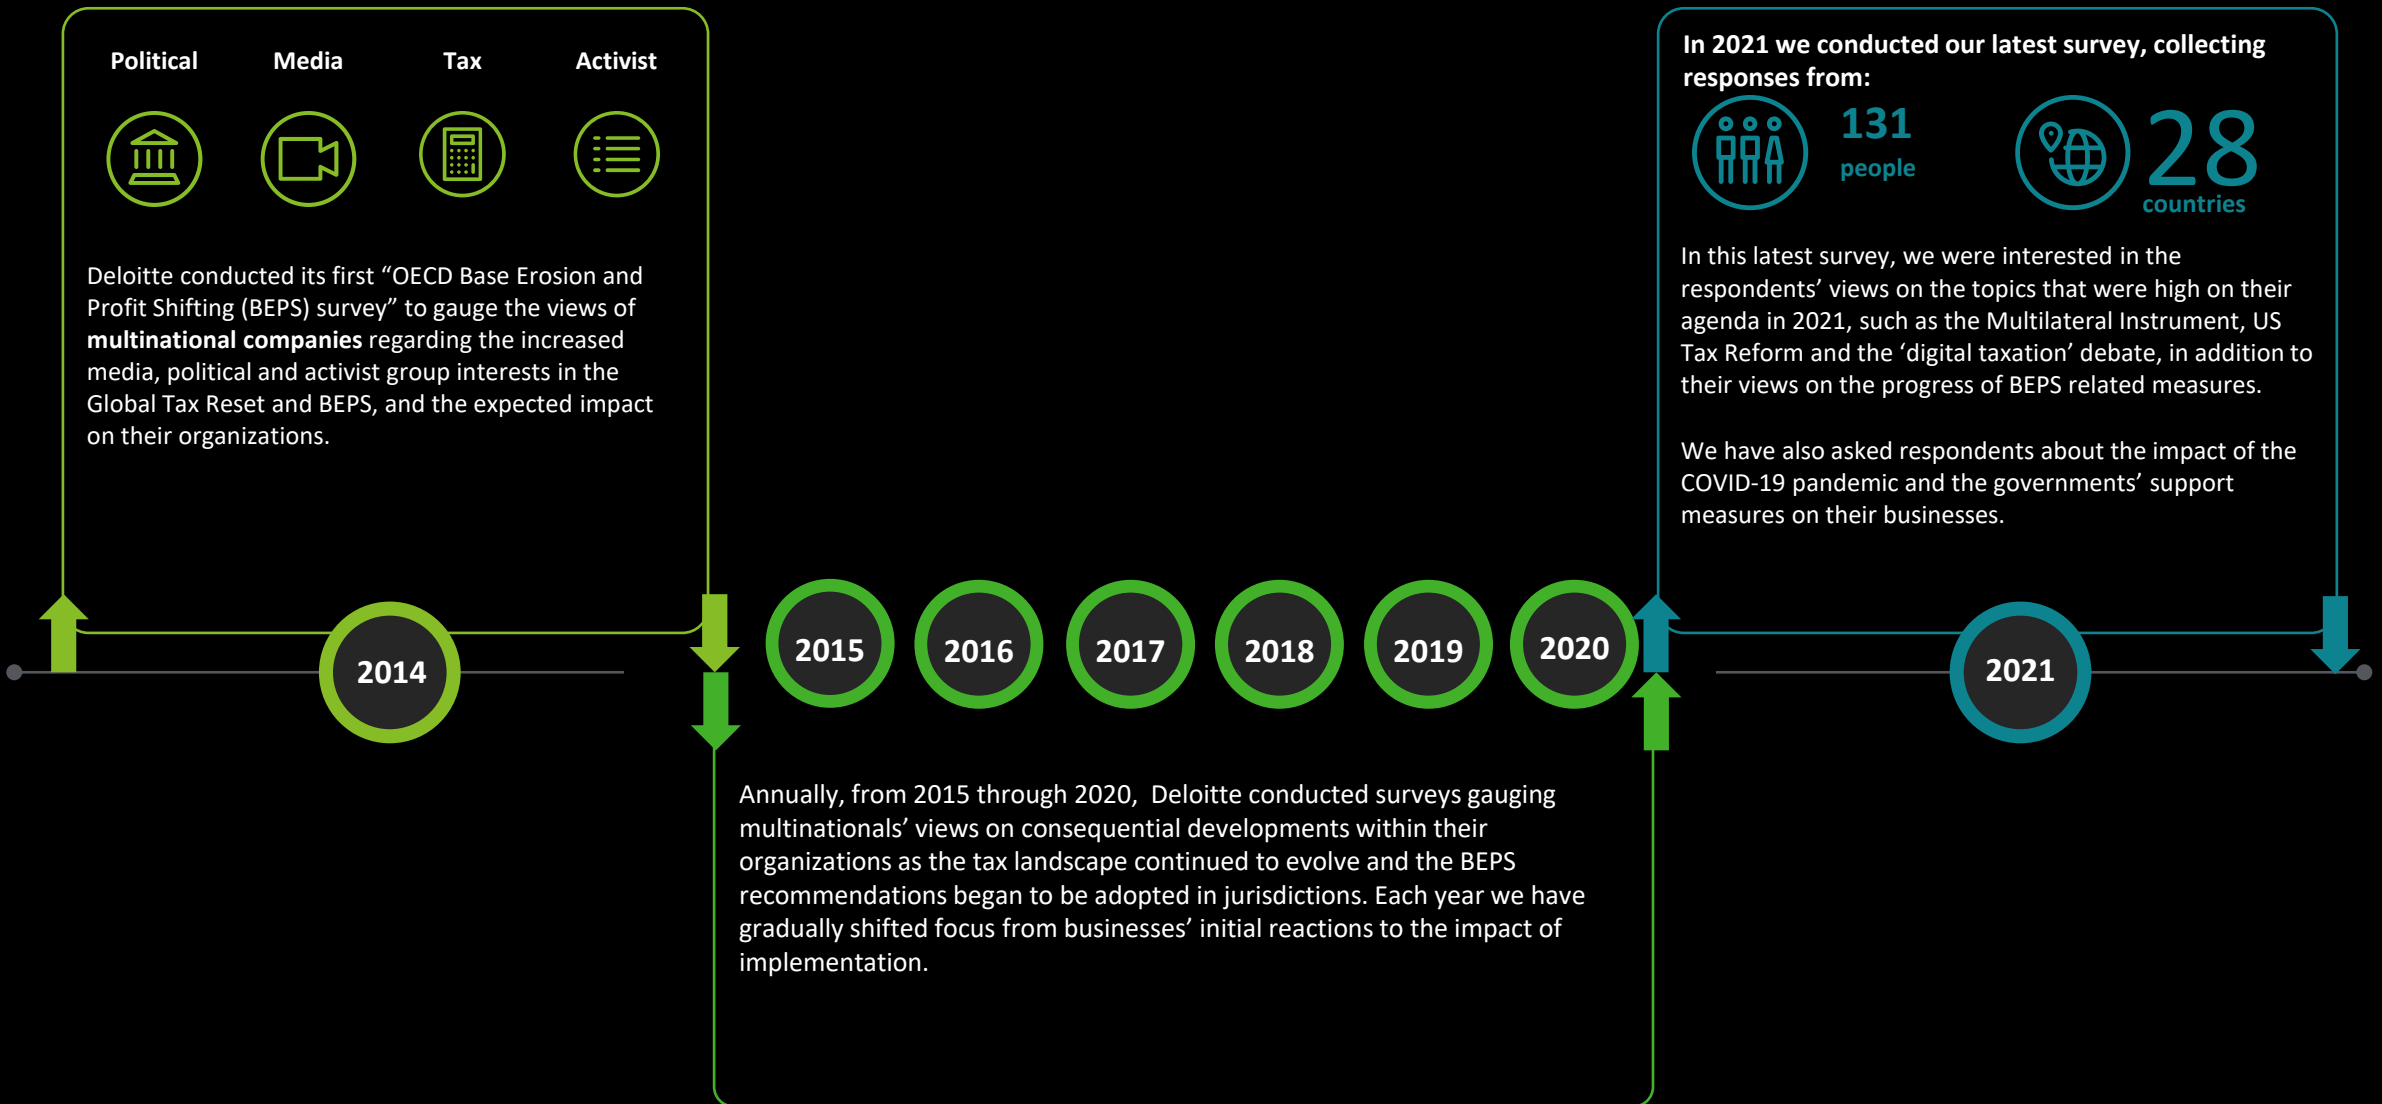 Political
Media
Tax
Activist
Deloitte conducted its first “OECD Base Erosion and
Profit Shifting (BEPS) survey” to gauge the views of
multinational companies regarding the increased
media, political and activist group interests in the
Global Tax Reset and BEPS, and the expected impact
on their organizations.
2014
2015
2016
2017
2018
2019
2020
Annually, from 2015 through 2020,  Deloitte conducted surveys gauging
multinationals’ views on consequential developments within their
organizations as the tax landscape continued to evolve and the BEPS
recommendations began to be adopted in jurisdictions. Each year we have
gradually shifted focus from businesses’ initial reactions to the impact of
implementation.
In 2021 we conducted our latest survey, collecting
responses from:
131
people
28
countries
In this latest survey, we were interested in the
respondents’ views on the topics that were high on their
agenda in 2021, such as the Multilateral Instrument, US
Tax Reform and the ‘digital taxation’ debate, in addition to
their views on the progress of BEPS related measures.
We have also asked respondents about the impact of the
COVID-19 pandemic and the governments’ support
measures on their businesses.
2021